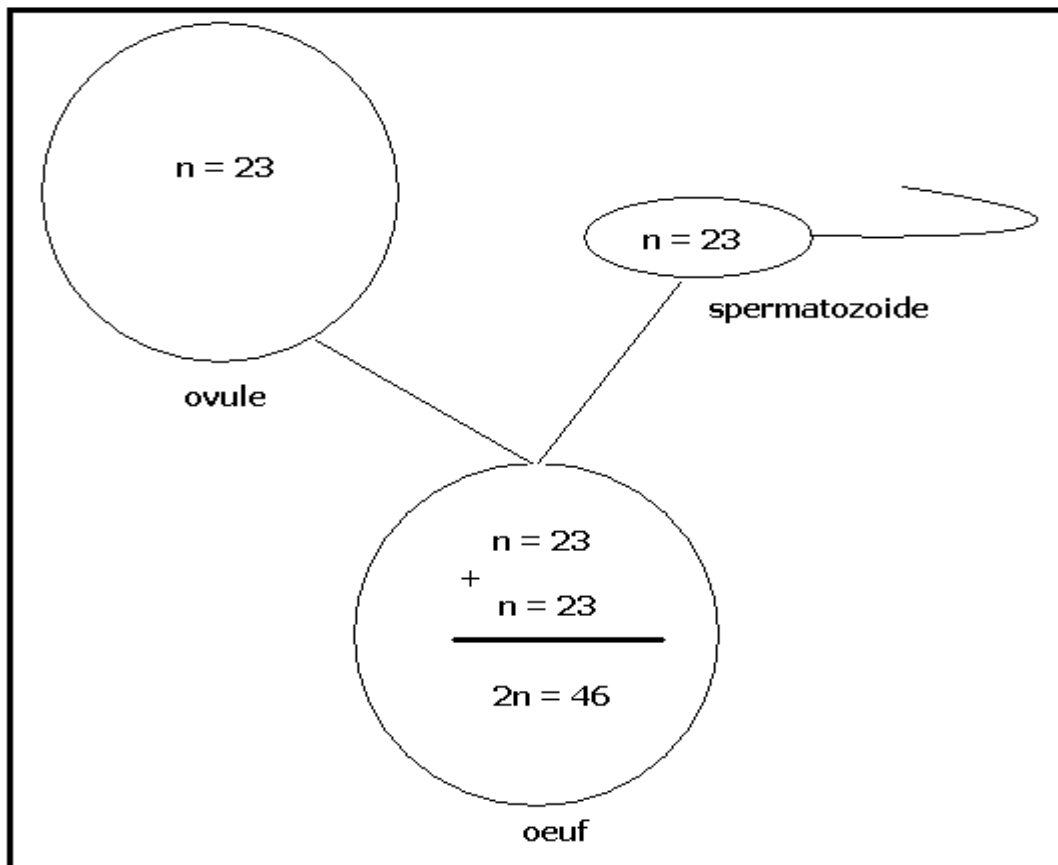 n = 23
n = 23
spermatozoide
ovule
n = 23
+
n = 23
2n = 46
oeuf